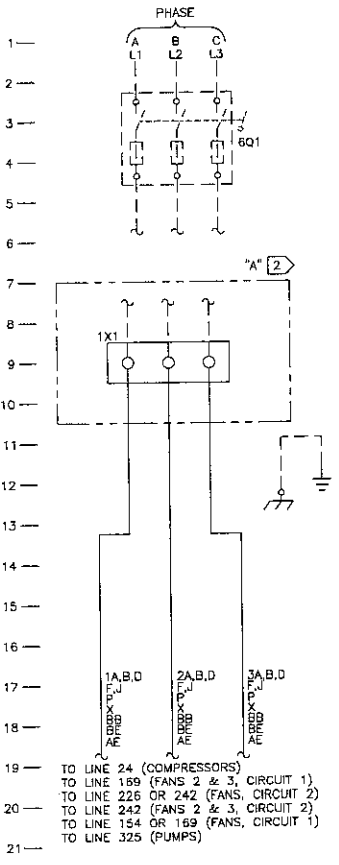 PHASE
A B C
L1 L2 L3
1
2
3
6Q1
4
5
6
"A" 2
7
8
1X1
9
10
11
12
13
14
15
16
1A,B,D 2A,B,D 3A,B,D
17
F,J F,J F,J
P P P
X X X
18
BB BB BB
BE BE BE
AE AE AE
19
TO LINE 24 (COMPRESSORS)
TO LINE 169 (FANS 2 & 3, CIRCUIT 1)
TO LINE 226 OR 242 (FANS, CIRCUIT 2)
20
TO LINE 242 (FANS 2 & 3, CIRCUIT 2)
TO LINE 154 OR 169 (FANS, CIRCUIT 1)
TO LINE 325 (PUMPS)
21